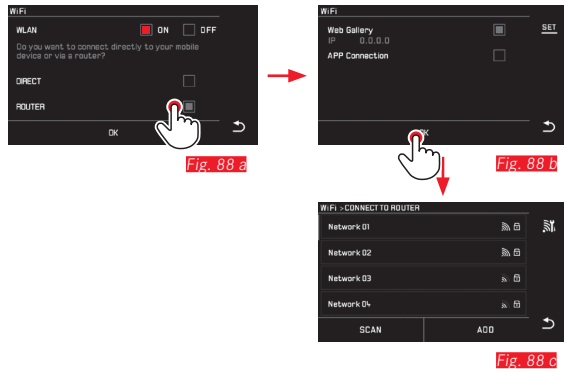 WiFi
WLAN ON OFF
Do you want to connect directly to your mobile
device or via a router?
DIRECT
ROUTER
OK
Fig. 88 a
WiFi
Web Gallery
IP 0.0.0.0
APP Connection
SET
Fig. 88 b
WiFi >CONNECT TO ROUTER
Network 01
Network 02
Network 03
Network 04
SCAN ADD
Fig. 88 c